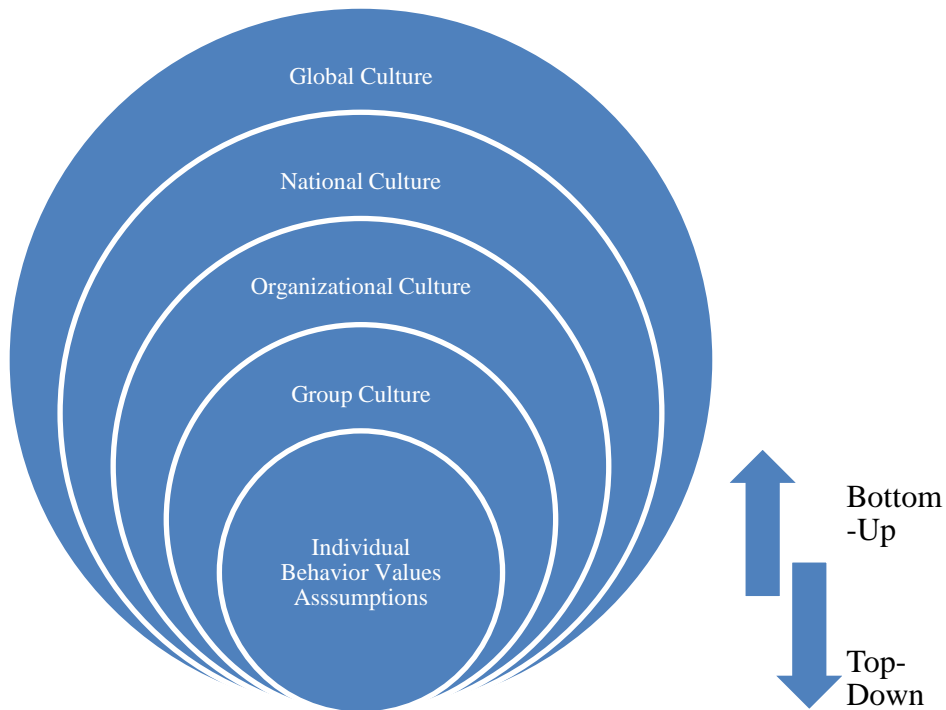 Global Culture
National Culture
Organizational Culture
Group Culture
Individual
Behavior Values
Asssumptions
Bottom
-Up
Top-
Down